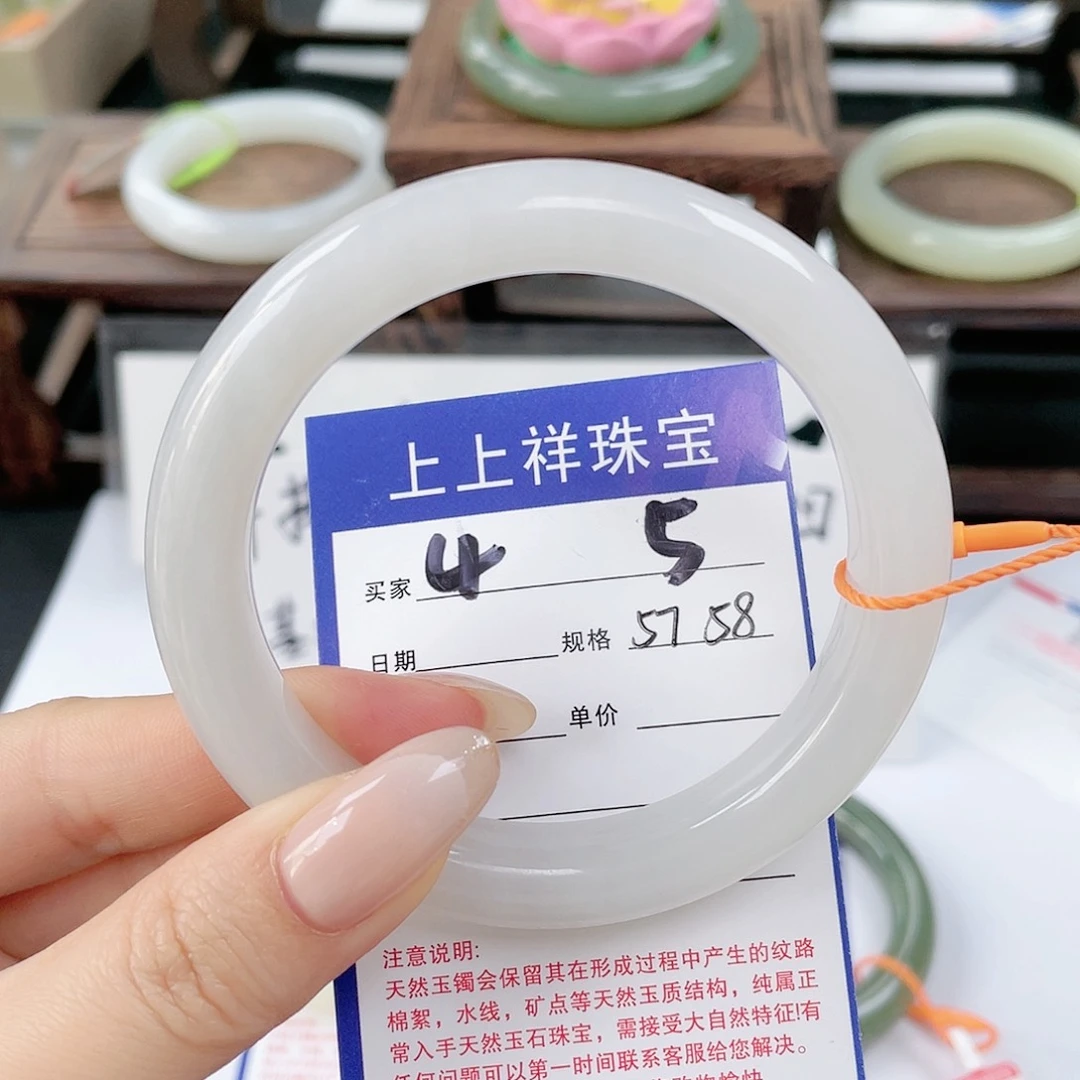 上上祥珠宝
买家 4 5
日期 规格 57 58
单价
注意说明:
天然玉镯会保留其在形成过程中产生的纹路
棉絮，水线，矿点等天然玉质结构，纯属正
常入手天然玉石珠宝，需接受大自然特征!有
任何问题可以第一时间联系客服给您解决。